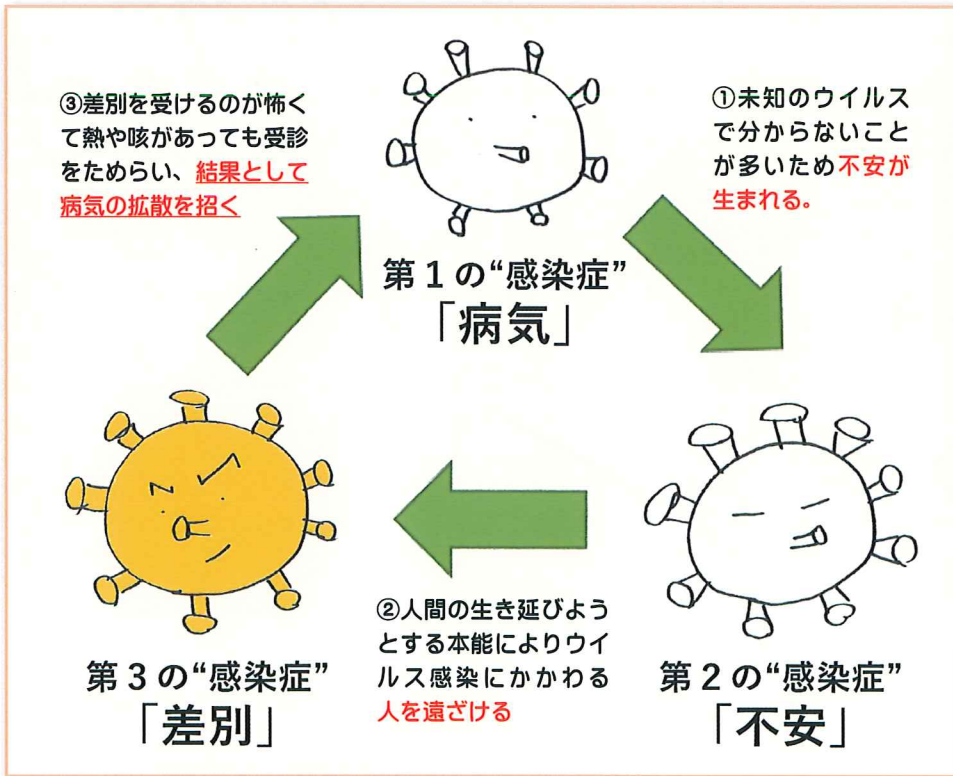 ③差別を受けるのが怖く
て熱や咳があっても受診
をためらい、結果として
病気の拡散を招く
①未知のウイルス
で分からないこと
が多いため不安が
生まれる。
第１の“感染症”
「病気」
②人間の生き延びよう
とする本能によりウイ
ルス感染にかかわる
人を遠ざける
第３の“感染症”
「差別」
第２の“感染症”
「不安」